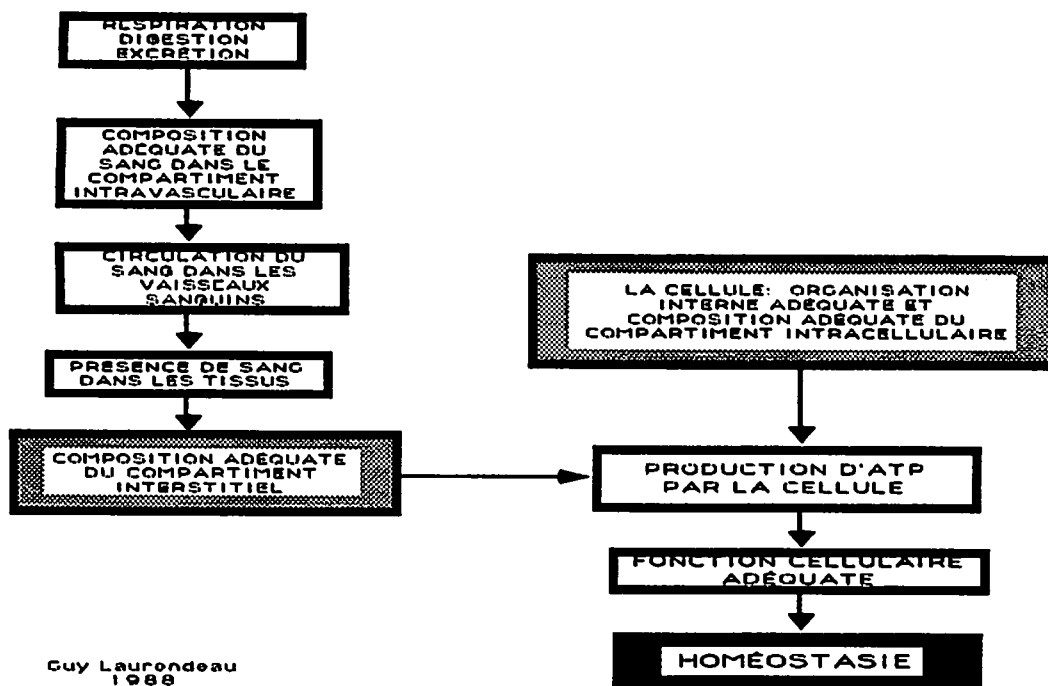 RESPIRATION
DIGESTION
EXCRÉTION
COMPOSITION
ADÉQUATE DU
SANG DANS LE
COMPARTIMENT
INTRAVASCULAIRE
CIRCULATION DU
SANG DANS LES
VAISSEAUX
SANGUINS
PRÉSENCE DE SANG
DANS LES TISSUS
COMPOSITION ADÉQUATE
DU COMPARTIMENT
INTERSTITIEL
LA CELLULE: ORGANISATION
INTERNE ADÉQUATE ET
COMPOSITION ADÉQUATE DU
COMPARTIMENT INTRACELLULAIRE
PRODUCTION D'ATP
PAR LA CELLULE
FONCTION CELLULAIRE
ADÉQUATE
HOMÉOSTASIE
Guy Laurendeau
1988